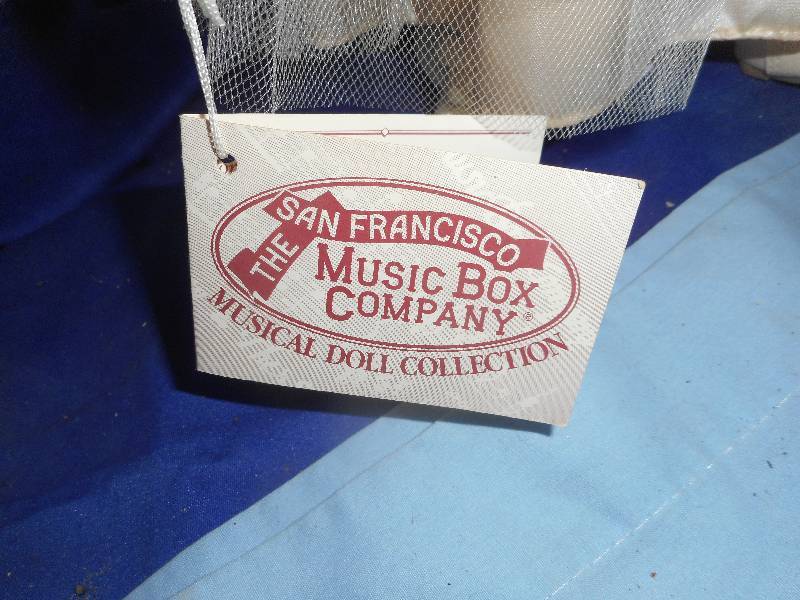 THE SAN FRANCISCO
MUSIC BOX
COMPANY®
MUSICAL DOLL COLLECTION